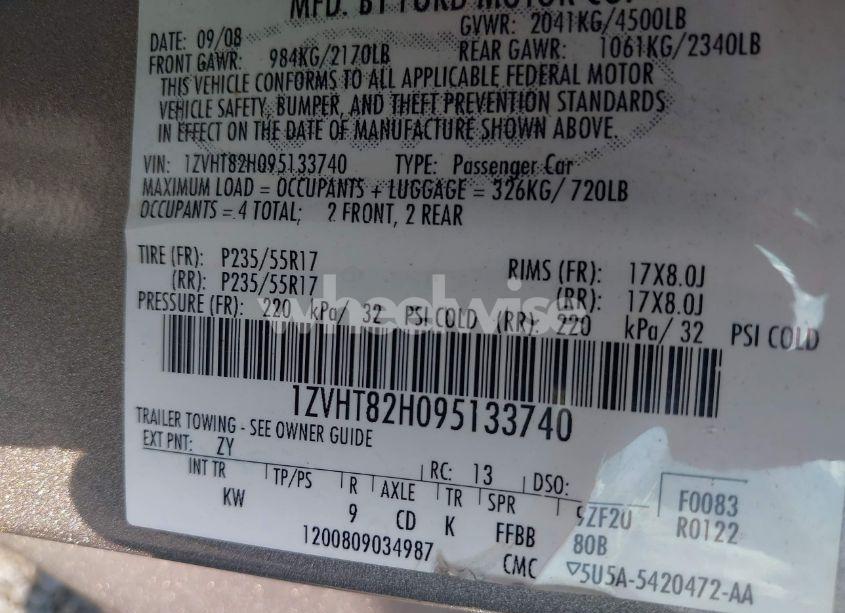 MFD. BY FORD MOTOR CO.
DATE: 09/08 GVWR: 2041KG/4500LB
FRONT GAWR: 984KG/2170LB REAR GAWR: 1061KG/2340LB
THIS VEHICLE CONFORMS TO ALL APPLICABLE FEDERAL MOTOR
VEHICLE SAFETY, BUMPER, AND THEFT PREVENTION STANDARDS
IN EFFECT ON THE DATE OF MANUFACTURE SHOWN ABOVE.
VIN: 1ZVHT82H095133740 TYPE: Passenger Car
MAXIMUM LOAD = OCCUPANTS + LUGGAGE = 326KG/ 720LB
OCCUPANTS = 4 TOTAL; 2 FRONT, 2 REAR
TIRE (FR): P235/55R17 RIMS (FR): 17X8.0J
(RR): P235/55R17 (RR): 17X8.0J
PRESSURE (FR): 220 kPa/ 32 PSI COLD (RR): 220 kPa/ 32 PSI COLD
wheelwise
1ZVHT82H095133740
TRAILER TOWING - SEE OWNER GUIDE
EXT PNT: ZY RC: 13 DSO:
INT TR TP/PS R AXLE TR SPR F0083
KW 9 CD K FFBB 9ZF2U R0122
1200809034987 80B
CMC ▽5U5A-5420472-AA